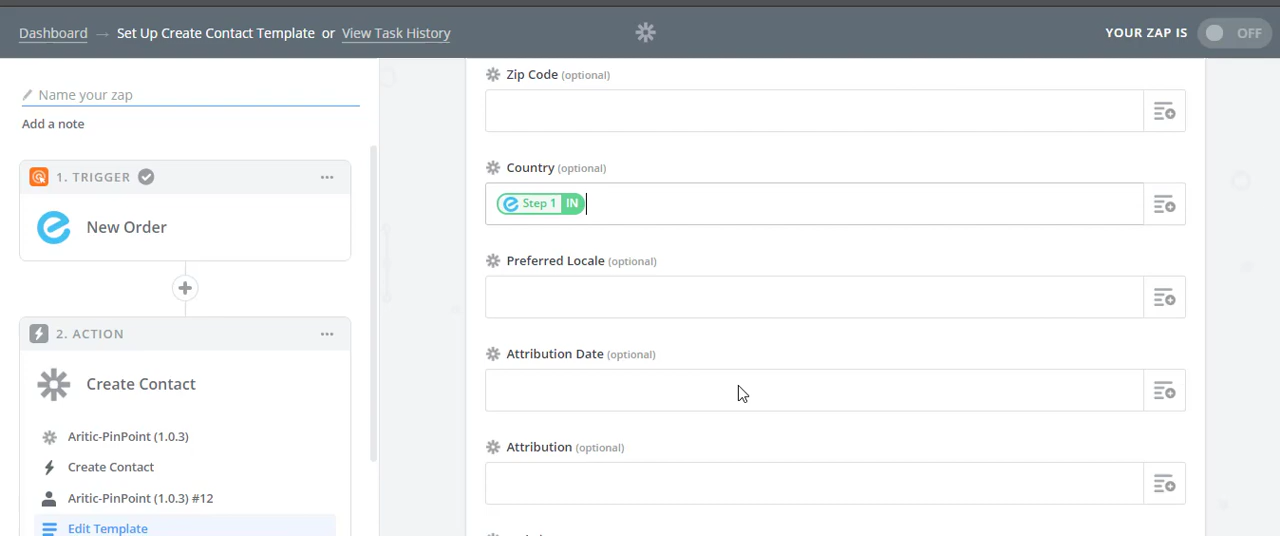 Dashboard → Set Up Create Contact Template or View Task History
YOUR ZAP IS OFF
Name your zap
Add a note
1. TRIGGER
New Order
2. ACTION
Create Contact
Aritic-PinPoint (1.0.3)
Create Contact
Aritic-PinPoint (1.0.3) #12
Edit Template
Zip Code (optional)
Country (optional)
Step 1 IN
Preferred Locale (optional)
Attribution Date (optional)
Attribution (optional)